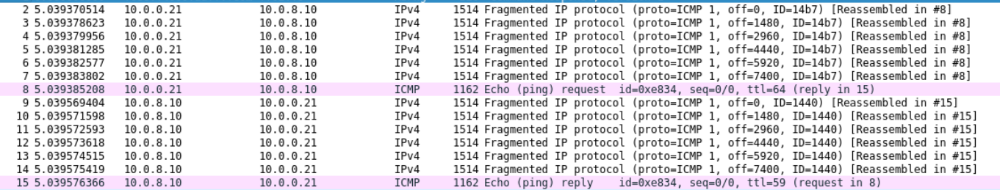 2 5.039370514 10.0.0.21 10.0.8.10 IPv4 1514 Fragmented IP protocol (proto=ICMP 1, off=0, ID=14b7) [Reassembled in #8]
3 5.039378623 10.0.0.21 10.0.8.10 IPv4 1514 Fragmented IP protocol (proto=ICMP 1, off=1480, ID=14b7) [Reassembled in #8]
4 5.039379956 10.0.0.21 10.0.8.10 IPv4 1514 Fragmented IP protocol (proto=ICMP 1, off=2960, ID=14b7) [Reassembled in #8]
5 5.039381285 10.0.0.21 10.0.8.10 IPv4 1514 Fragmented IP protocol (proto=ICMP 1, off=4440, ID=14b7) [Reassembled in #8]
6 5.039382577 10.0.0.21 10.0.8.10 IPv4 1514 Fragmented IP protocol (proto=ICMP 1, off=5920, ID=14b7) [Reassembled in #8]
7 5.039383802 10.0.0.21 10.0.8.10 IPv4 1514 Fragmented IP protocol (proto=ICMP 1, off=7400, ID=14b7) [Reassembled in #8]
8 5.039385208 10.0.0.21 10.0.8.10 ICMP 1162 Echo (ping) request id=0xe834, seq=0/0, ttl=64 (reply in 15)
9 5.039569404 10.0.8.10 10.0.0.21 IPv4 1514 Fragmented IP protocol (proto=ICMP 1, off=0, ID=1440) [Reassembled in #15]
10 5.039571598 10.0.8.10 10.0.0.21 IPv4 1514 Fragmented IP protocol (proto=ICMP 1, off=1480, ID=1440) [Reassembled in #15]
11 5.039572593 10.0.8.10 10.0.0.21 IPv4 1514 Fragmented IP protocol (proto=ICMP 1, off=2960, ID=1440) [Reassembled in #15]
12 5.039573618 10.0.8.10 10.0.0.21 IPv4 1514 Fragmented IP protocol (proto=ICMP 1, off=4440, ID=1440) [Reassembled in #15]
13 5.039574515 10.0.8.10 10.0.0.21 IPv4 1514 Fragmented IP protocol (proto=ICMP 1, off=5920, ID=1440) [Reassembled in #15]
14 5.039575419 10.0.8.10 10.0.0.21 IPv4 1514 Fragmented IP protocol (proto=ICMP 1, off=7400, ID=1440) [Reassembled in #15]
15 5.039576366 10.0.8.10 10.0.0.21 ICMP 1162 Echo (ping) reply id=0xe834, seq=0/0, ttl=59 (request in 8)